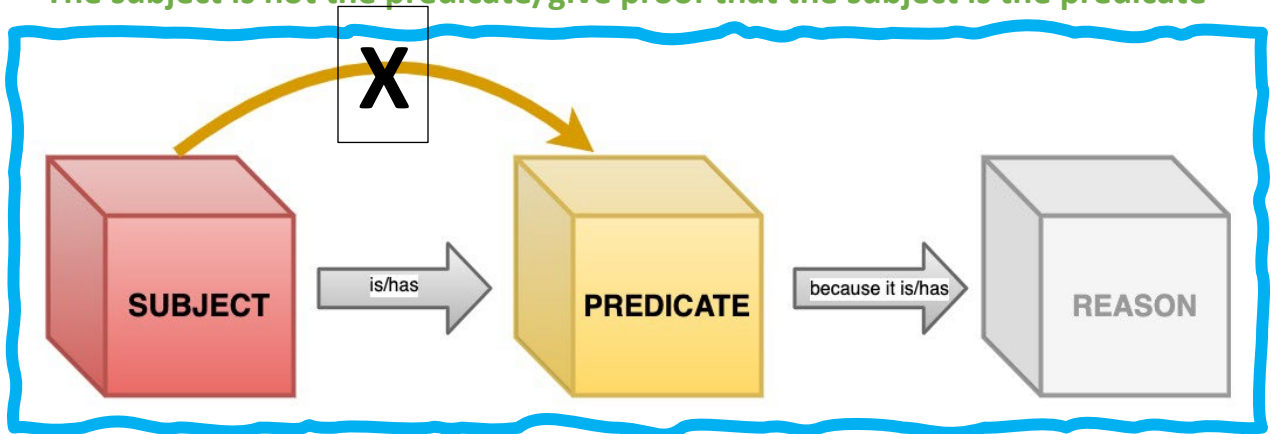 The subject is not the predicate/give proof that the subject is the predicate
X
SUBJECT
is/has
PREDICATE
because it is/has
REASON